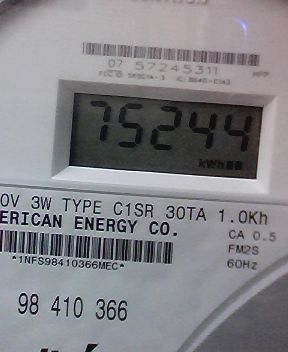 07 57245311
75244
kWh
0V 3W TYPE C1SR 30TA 1.0Kh
ERICAN ENERGY CO.
CA 0.5
FM2S
*1NFS98410366MEC*
60Hz
98 410 366